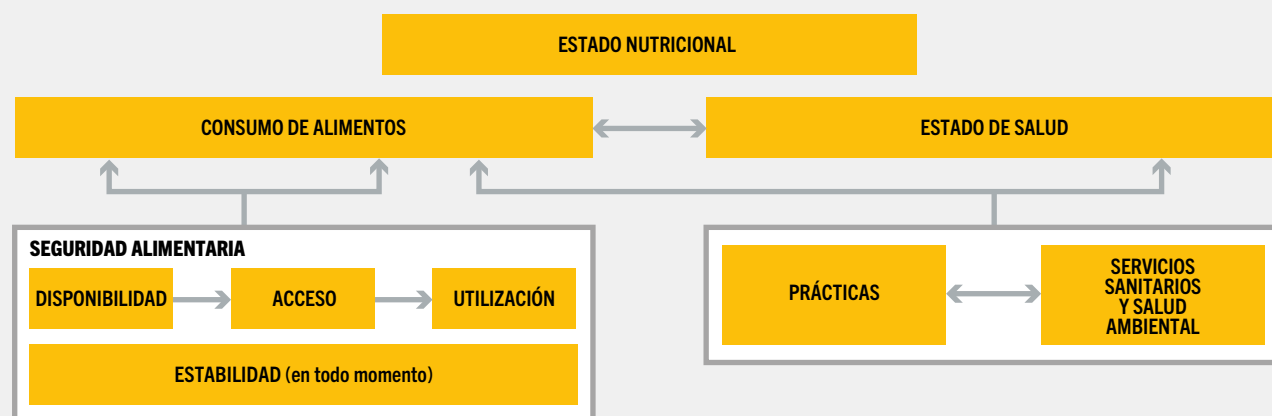 ESTADO NUTRICIONAL
CONSUMO DE ALIMENTOS
ESTADO DE SALUD
SEGURIDAD ALIMENTARIA
DISPONIBILIDAD
ACCESO
UTILIZACIÓN
ESTABILIDAD (en todo momento)
PRÁCTICAS
SERVICIOS
SANITARIOS
Y SALUD
AMBIENTAL